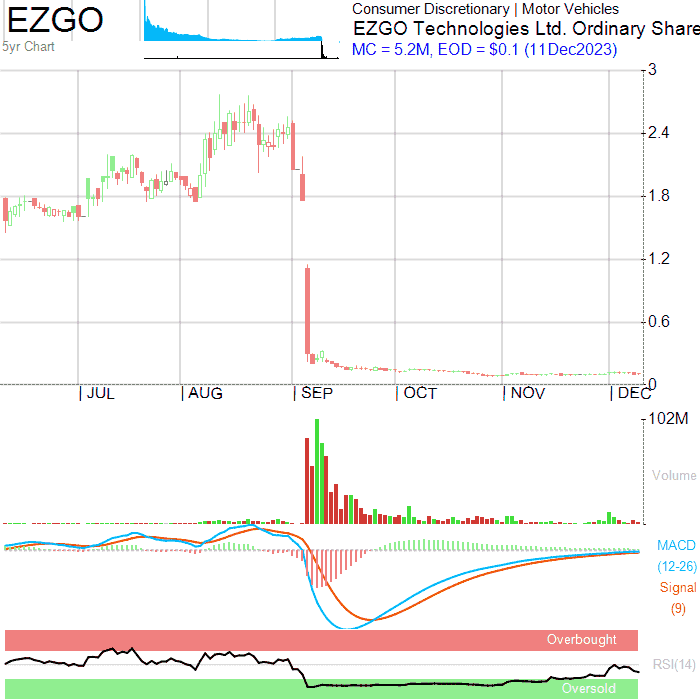 EZGO
5yr Chart
Consumer Discretionary | Motor Vehicles
EZGO Technologies Ltd. Ordinary Share
MC = 5.2M, EOD = $0.1 (11Dec2023)
3
2.4
1.8
1.2
0.6
0
JUL AUG SEP OCT NOV DEC
102M
Volume
MACD
(12-26)
Signal
(9)
Overbought
RSI(14)
Oversold